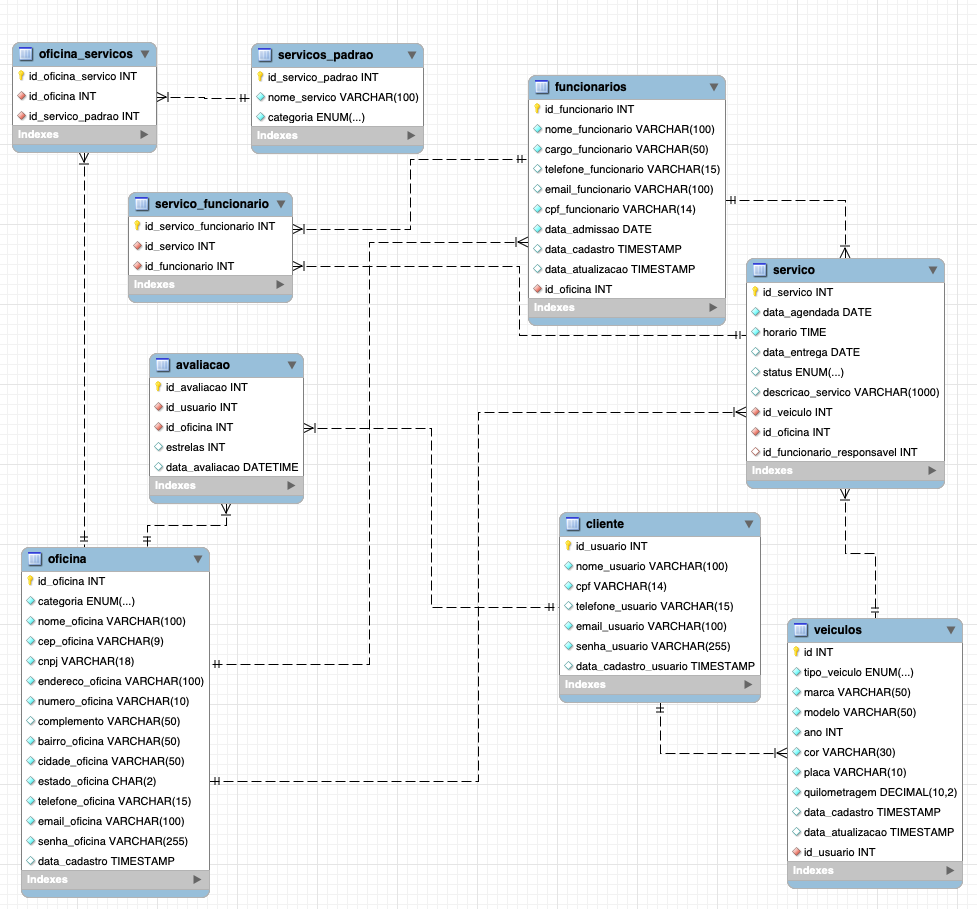 oficina_servicos
id_oficina_servico INT
id_oficina INT
id_servico_padrao INT
Indexes
servicos_padrao
id_servico_padrao INT
nome_servico VARCHAR(100)
categoria ENUM(...)
Indexes
funcionarios
id_funcionario INT
nome_funcionario VARCHAR(100)
cargo_funcionario VARCHAR(50)
telefone_funcionario VARCHAR(15)
email_funcionario VARCHAR(100)
cpf_funcionario VARCHAR(14)
data_admissao DATE
data_cadastro TIMESTAMP
data_atualizacao TIMESTAMP
id_oficina INT
Indexes
servico_funcionario
id_servico_funcionario INT
id_servico INT
id_funcionario INT
Indexes
servico
id_servico INT
data_agendada DATE
horario TIME
data_entrega DATE
status ENUM(...)
descricao_servico VARCHAR(1000)
id_veiculo INT
id_oficina INT
id_funcionario_responsavel INT
Indexes
avaliacao
id_avaliacao INT
id_usuario INT
id_oficina INT
estrelas INT
data_avaliacao DATETIME
Indexes
cliente
id_usuario INT
nome_usuario VARCHAR(100)
cpf VARCHAR(14)
telefone_usuario VARCHAR(15)
email_usuario VARCHAR(100)
senha_usuario VARCHAR(255)
data_cadastro_usuario TIMESTAMP
Indexes
oficina
id_oficina INT
categoria ENUM(...)
nome_oficina VARCHAR(100)
cep_oficina VARCHAR(9)
cnpj VARCHAR(18)
endereco_oficina VARCHAR(100)
numero_oficina VARCHAR(10)
complemento VARCHAR(50)
bairro_oficina VARCHAR(50)
cidade_oficina VARCHAR(50)
estado_oficina CHAR(2)
telefone_oficina VARCHAR(15)
email_oficina VARCHAR(100)
senha_oficina VARCHAR(255)
data_cadastro TIMESTAMP
Indexes
veiculos
id INT
tipo_veiculo ENUM(...)
marca VARCHAR(50)
modelo VARCHAR(50)
ano INT
cor VARCHAR(30)
placa VARCHAR(10)
quilometragem DECIMAL(10,2)
data_cadastro TIMESTAMP
data_atualizacao TIMESTAMP
id_usuario INT
Indexes